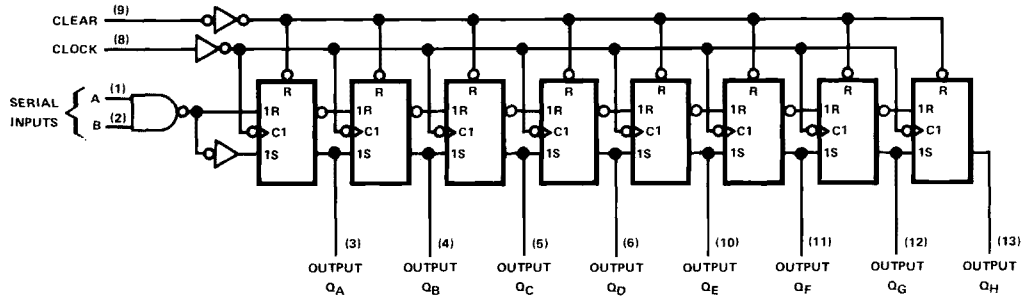 CLEAR (9)
CLOCK (8)
R R R R R R R R
SERIAL INPUTS
A (1)
B (2)
1R 1R 1R 1R 1R 1R 1R 1R
C1 C1 C1 C1 C1 C1 C1 C1
1S 1S 1S 1S 1S 1S 1S 1S
(3) (4) (5) (6) (10) (11) (12) (13)
OUTPUT OUTPUT OUTPUT OUTPUT OUTPUT OUTPUT OUTPUT OUTPUT
QA QB QC QD QE QF QG QH